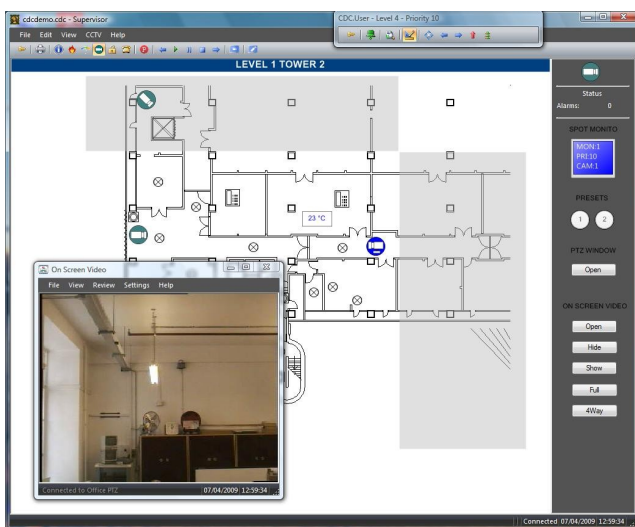 cdcdemo.cdc - Supervisor
CDC.User - Level 4 - Priority 10
File Edit View CCTV Help
LEVEL 1 TOWER 2
Status
Alarms: 0
SPOT MONITO
MON:1
PRI:10
CAM:1
PRESETS
1 2
PTZ WINDOW
Open
ON SCREEN VIDEO
Open
Hide
Show
Full
4Way
23 °C
On Screen Video
File View Review Settings Help
Connected to Office PTZ 07/04/2009 12:59:34
Connected 07/04/2009 12:59:34